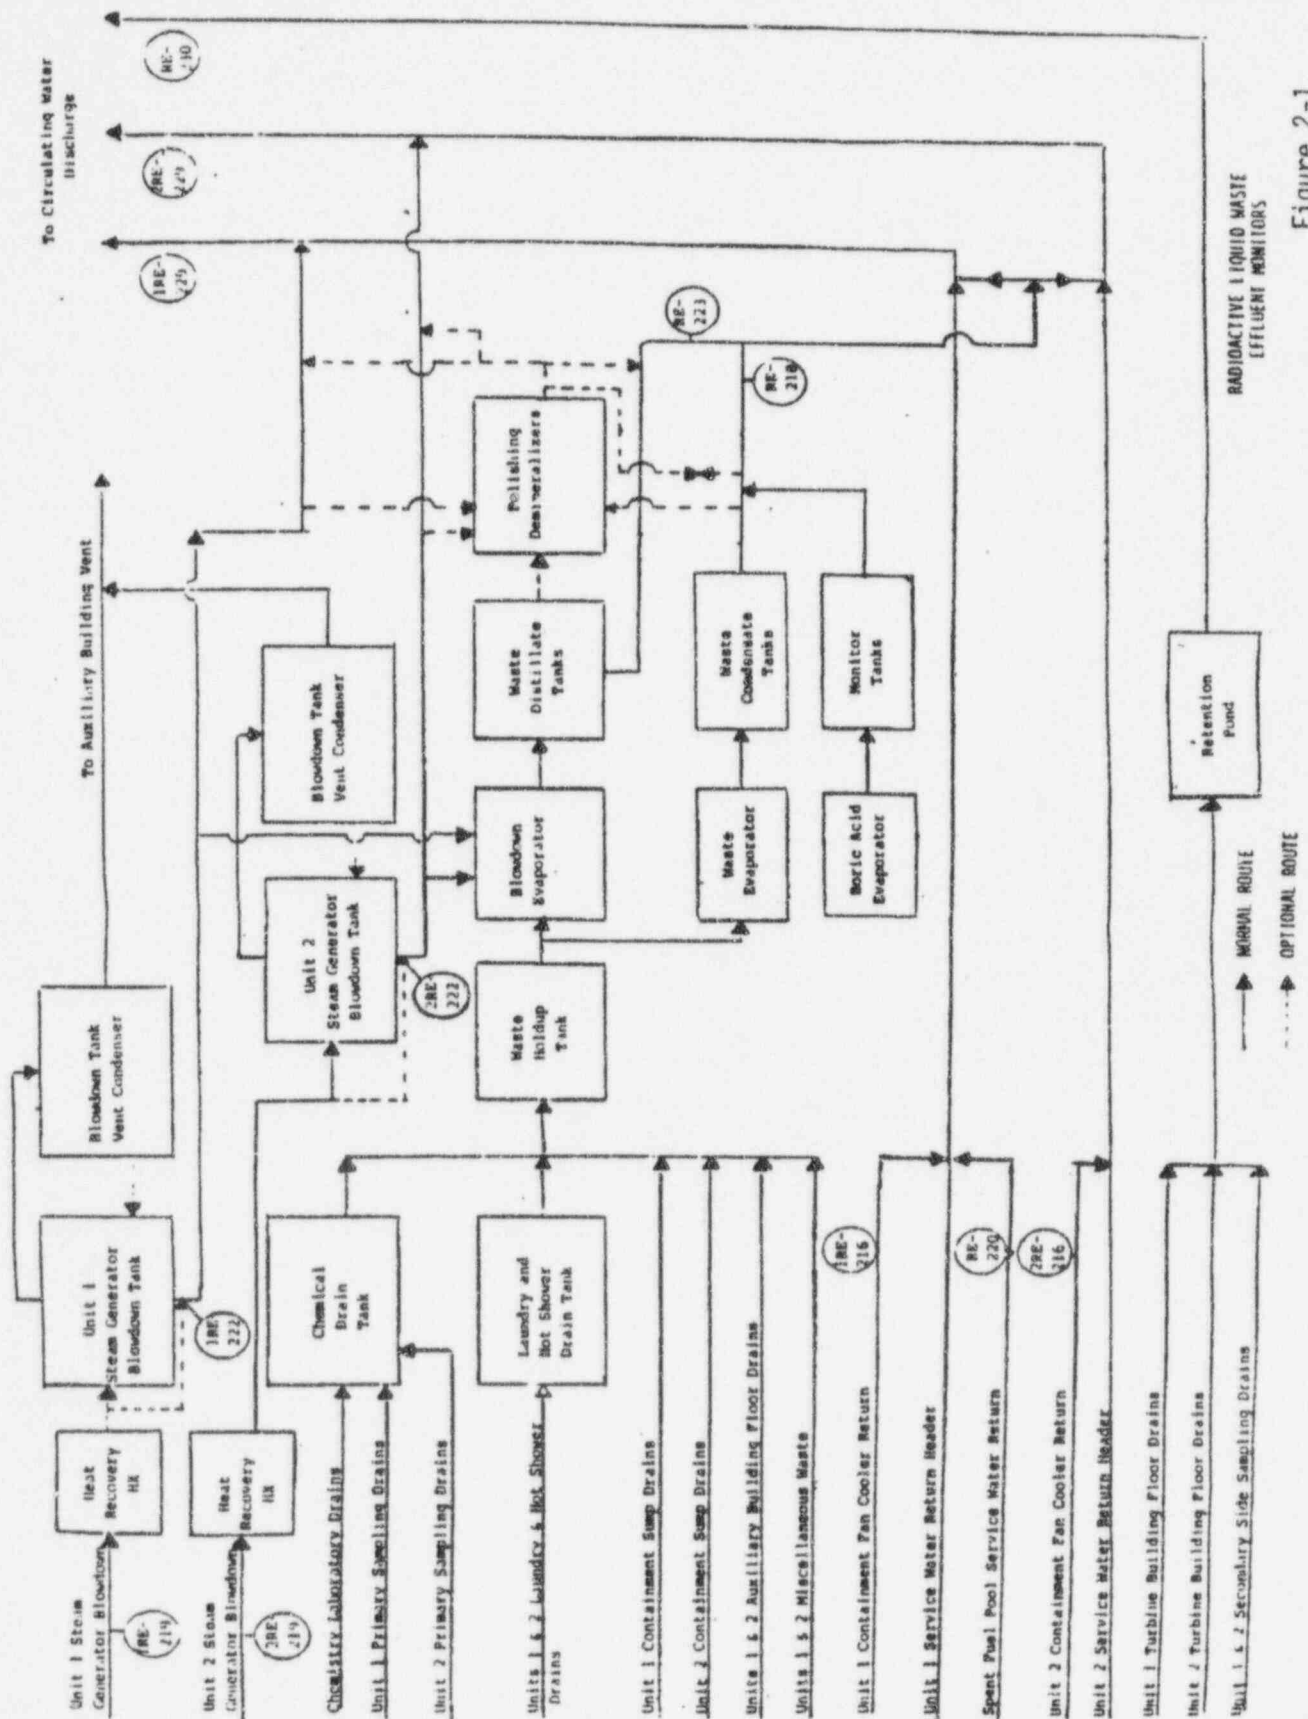 To Circulating Water
Discharge
RE-
230
2RE-
229
1RE-
229
To Auxiliary Building Vent
Blowdown Tank
Vent Condenser
Blowdown Tank
Vent Condenser
Unit 1
Steam Generator
Blowdown Tank
1RE
222
Unit 2
Steam Generator
Blowdown Tank
2RE-
222
Heat
Recovery
HX
Heat
Recovery
HX
Unit 1 Steam
Generator Blowdown
1RE-
219
Unit 2 Steam
Generator Blowdown
2RE-
219
Chemical
Drain
Tank
Chemistry Laboratory Drains
Unit 1 Primary Sampling Drains
Unit 2 Primary Sampling Drains
Laundry and
Hot Shower
Drain Tank
Units 1 & 2 Laundry & Hot Shower
Drains
Waste
Holdup
Tank
Blowdown
Evaporator
Waste
Distillate
Tanks
Polishing
Demineralizers
Waste
Evaporator
Waste
Condensate
Tanks
Boric Acid
Evaporator
Monitor
Tanks
RE-
223
RE-
218
Unit 1 Containment Sump Drains
Unit 2 Containment Sump Drains
Units 1 & 2 Auxiliary Building Floor Drains
Units 1 & 2 Miscellaneous Waste
Unit 1 Containment Fan Cooler Return
1RE-
216
Unit 1 Service Water Return Header
Spent Fuel Pool Service Water Return
RE-
220
Unit 2 Containment Fan Cooler Return
2RE-
216
Unit 2 Service Water Return Header
Unit 1 Turbine Building Floor Drains
Unit 2 Turbine Building Floor Drains
Unit 1 & 2 Secondary Side Sampling Drains
Retention
Pond
NORMAL ROUTE
OPTIONAL ROUTE
RADIOACTIVE LIQUID WASTE
EFFLUENT MONITORS
Figure 2-1